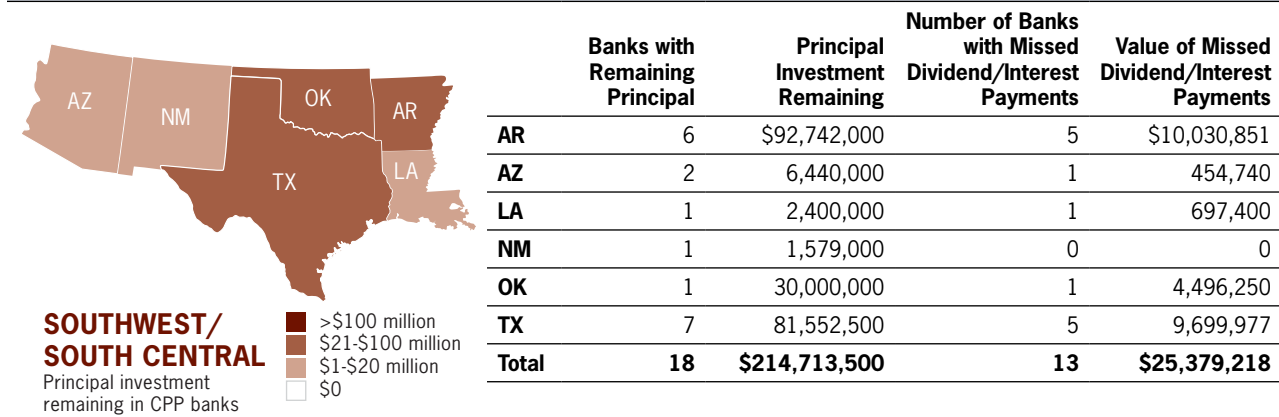 AZ
NM
OK
AR
TX
LA
SOUTHWEST/
SOUTH CENTRAL
Principal investment
remaining in CPP banks
>$100 million
$21-$100 million
$1-$20 million
$0
Banks with Remaining Principal Principal Investment Remaining Number of Banks with Missed Dividend/Interest Payments Value of Missed Dividend/Interest Payments
AR 6 $92,742,000 5 $10,030,851
AZ 2 6,440,000 1 454,740
LA 1 2,400,000 1 697,400
NM 1 1,579,000 0 0
OK 1 30,000,000 1 4,496,250
TX 7 81,552,500 5 9,699,977
Total 18 $214,713,500 13 $25,379,218